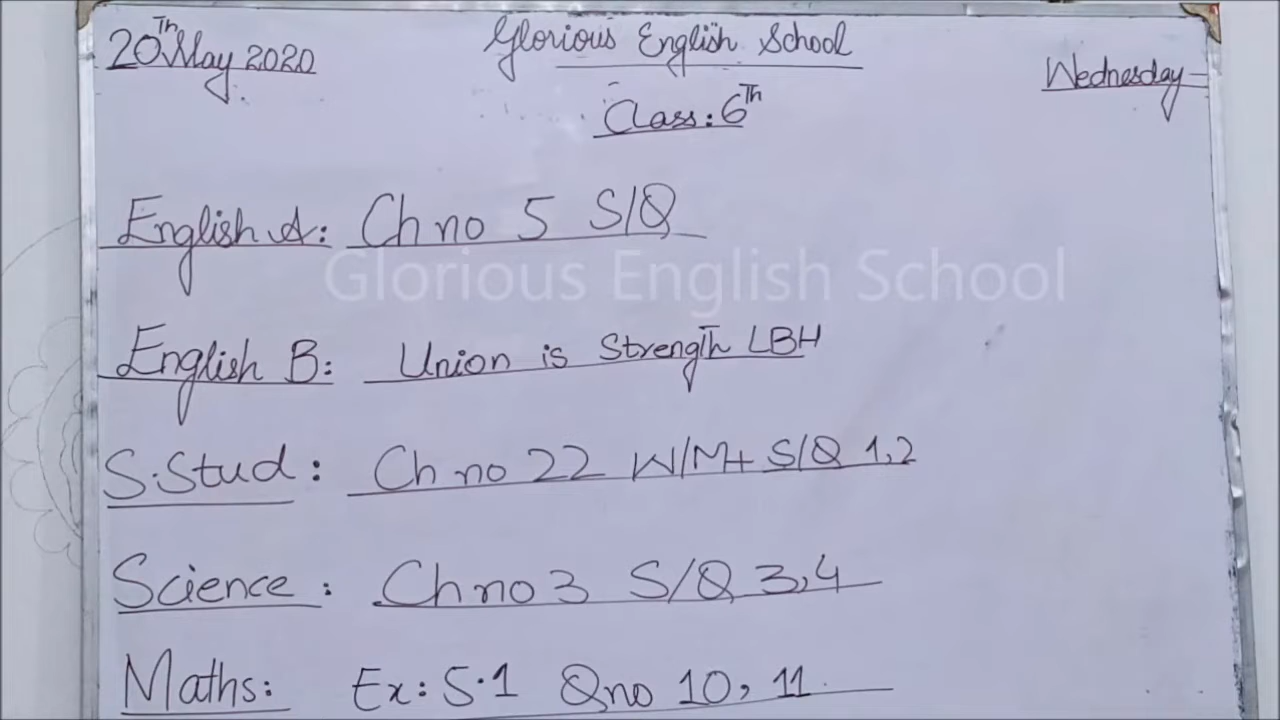 20Th May 2020 Glorious English School Wednesday
Class: 6Th
English A: Ch no 5 S/Q
Glorious English School
English B: Union is Strength LBH
S.Stud: Ch no 22 W/M+ S/Q 1,2
Science: Ch no 3 S/Q 3,4
Maths: Ex: 5.1 Qno 10, 11